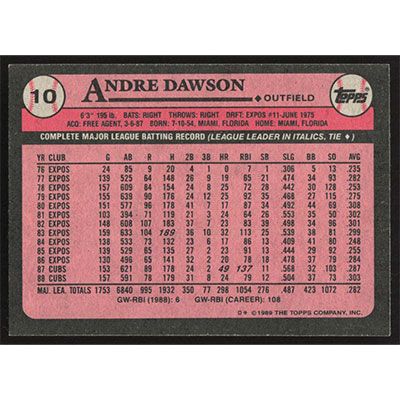 10
ANDRE DAWSON
◆ OUTFIELD
TOPPS
6'3" 195 lb. BATS: RIGHT THROWS: RIGHT DRFT: EXPOS #11-JUNE 1975
ACQ: FREE AGENT, 3-6-87 BORN: 7-10-54, MIAMI, FLORIDA HOME: MIAMI, FLORIDA
COMPLETE MAJOR LEAGUE BATTING RECORD (LEAGUE LEADER IN ITALICS, TIE ◆)
YR CLUB G AB R H 2B 3B HR RBI SB SLG BB SO AVG
76 EXPOS 24 85 9 20 4 1 0 7 1 .306 5 13 .235
77 EXPOS 139 525 64 148 26 9 19 65 21 .474 34 93 .282
78 EXPOS 157 609 84 154 24 8 25 72 28 .442 30 128 .253
79 EXPOS 155 639 90 176 24 12 25 92 35 .468 27 115 .275
80 EXPOS 151 577 96 178 41 7 17 87 34 .492 44 69 .308
81 EXPOS 103 394 71 119 21 3 24 64 26 .553 35 50 .302
82 EXPOS 148 608 107 183 37 7 23 83 39 .498 34 96 .301
83 EXPOS 159 633 104 189 36 10 32 113 25 .539 38 81 .299
84 EXPOS 138 533 73 132 23 6 17 86 13 .409 41 80 .248
85 EXPOS 139 529 65 135 27 2 23 91 13 .444 29 92 .255
86 EXPOS 130 496 65 141 32 2 20 78 18 .478 37 79 .284
87 CUBS 153 621 89 178 24 2 49 137 11 .568 32 103 .287
88 CUBS 157 591 78 179 31 8 24 79 12 .504 37 73 .303
MAJ. LEA. TOTALS 1753 6840 995 1932 350 77 298 1054 276 .487 423 1072 .282
GW-RBI (1988): 6 GW-RBI (CAREER): 108
D* © 1989 THE TOPPS COMPANY, INC.